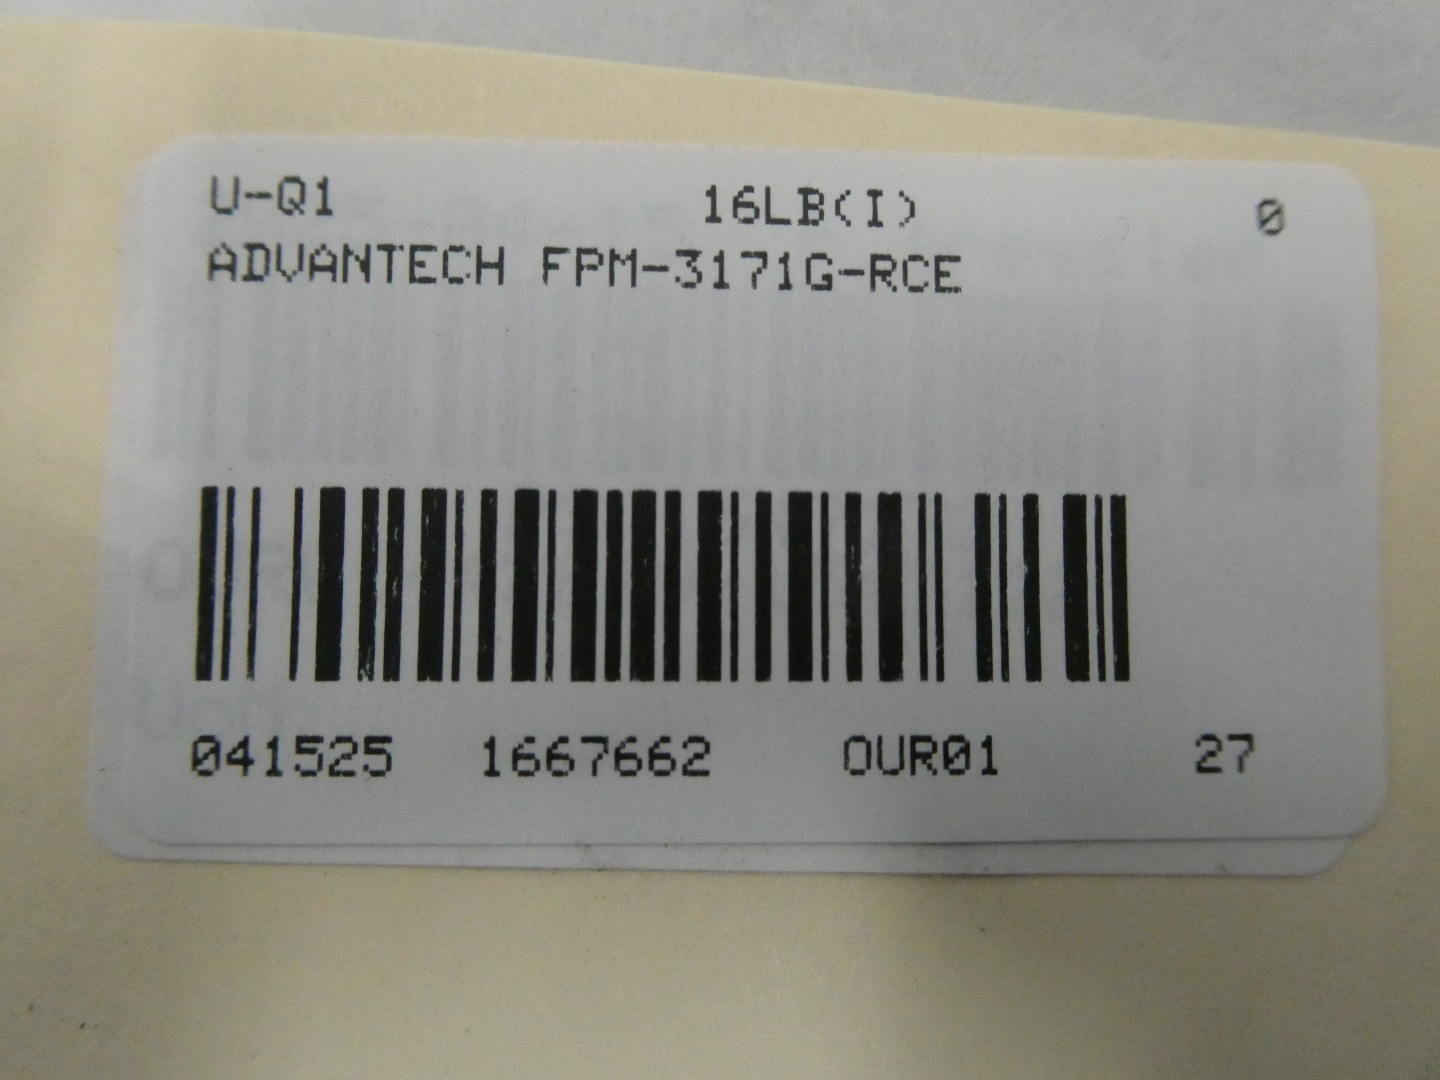 U-Q1 16LB(I) 0
ADVANTECH FPM-3171G-RCE
041525 1667662 OUR01 27